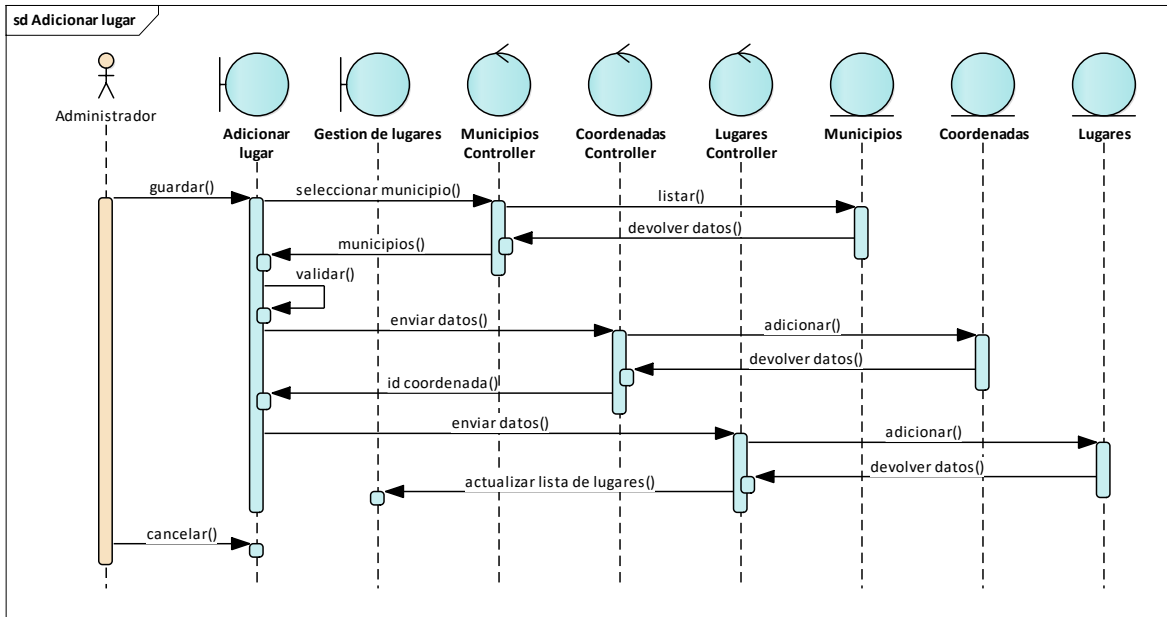 sd Adicionar lugar
Administrador
Adicionar
lugar
Gestion de lugares
Municipios
Controller
Coordenadas
Controller
Lugares
Controller
Municipios
Coordenadas
Lugares
guardar()
seleccionar municipio()
listar()
devolver datos()
municipios()
validar()
enviar datos()
adicionar()
devolver datos()
id coordenada()
enviar datos()
adicionar()
devolver datos()
actualizar lista de lugares()
cancelar()